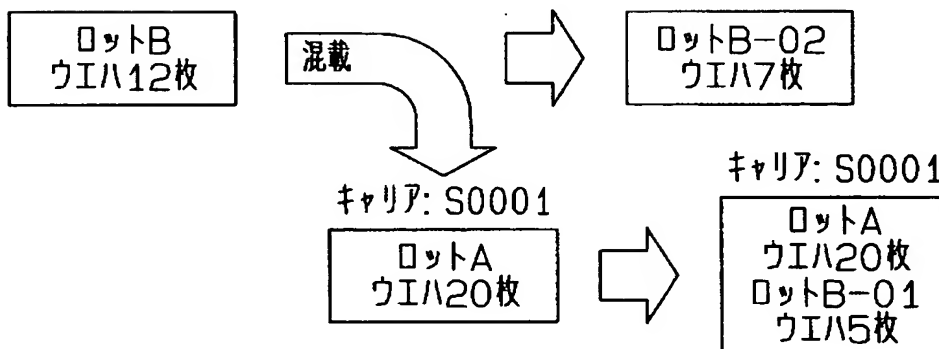 ロットB
ウエハ12枚
混載
ロットB-02
ウエハ7枚
キャリア: S0001
ロットA
ウエハ20枚
キャリア: S0001
ロットA
ウエハ20枚
ロットB-01
ウエハ5枚